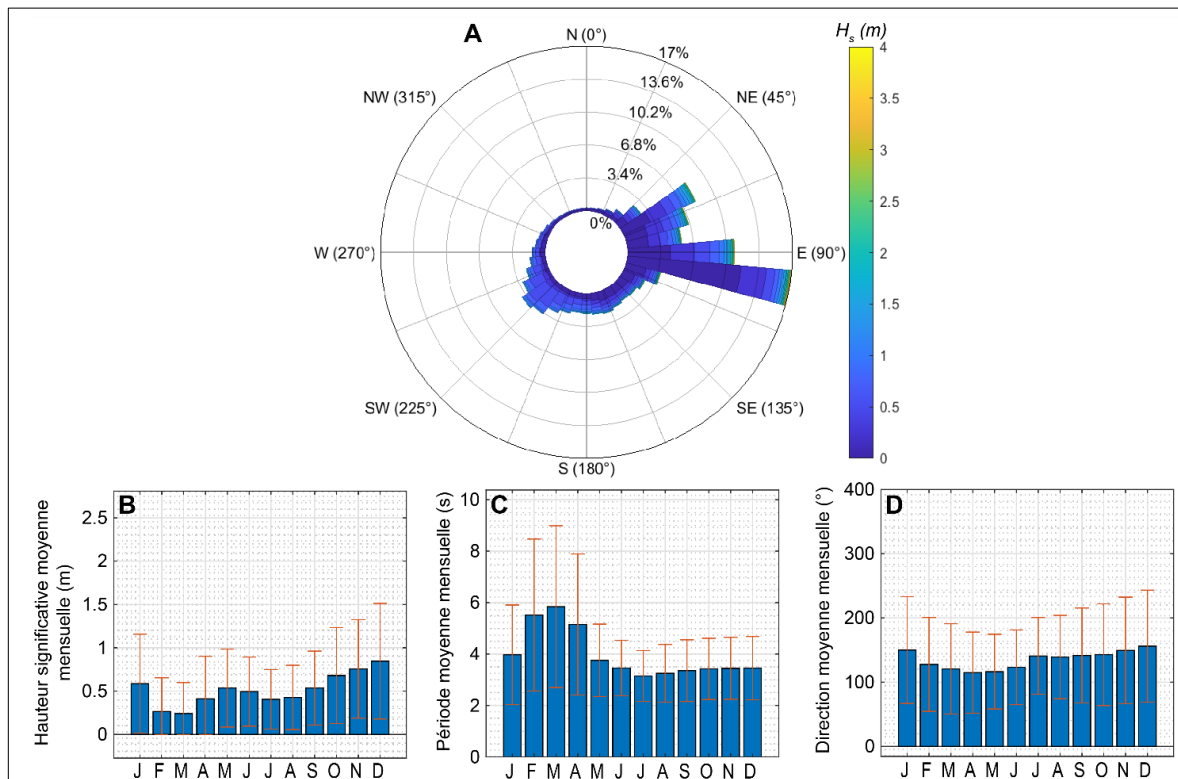 A
N (0°)
H_s (m)
17%
13.6%
10.2%
6.8%
3.4%
0%
NW (315°)
NE (45°)
W (270°)
E (90°)
SW (225°)
SE (135°)
S (180°)
4
3.5
3
2.5
2
1.5
1
0.5
0
B
Hauteur significative moyenne
mensuelle (m)
2.5
2
1.5
1
0.5
0
J F M A M J J A S O N D
C
Période moyenne mensuelle (s)
10
8
6
4
2
0
J F M A M J J A S O N D
D
Direction moyenne mensuelle (°)
400
300
200
100
0
J F M A M J J A S O N D